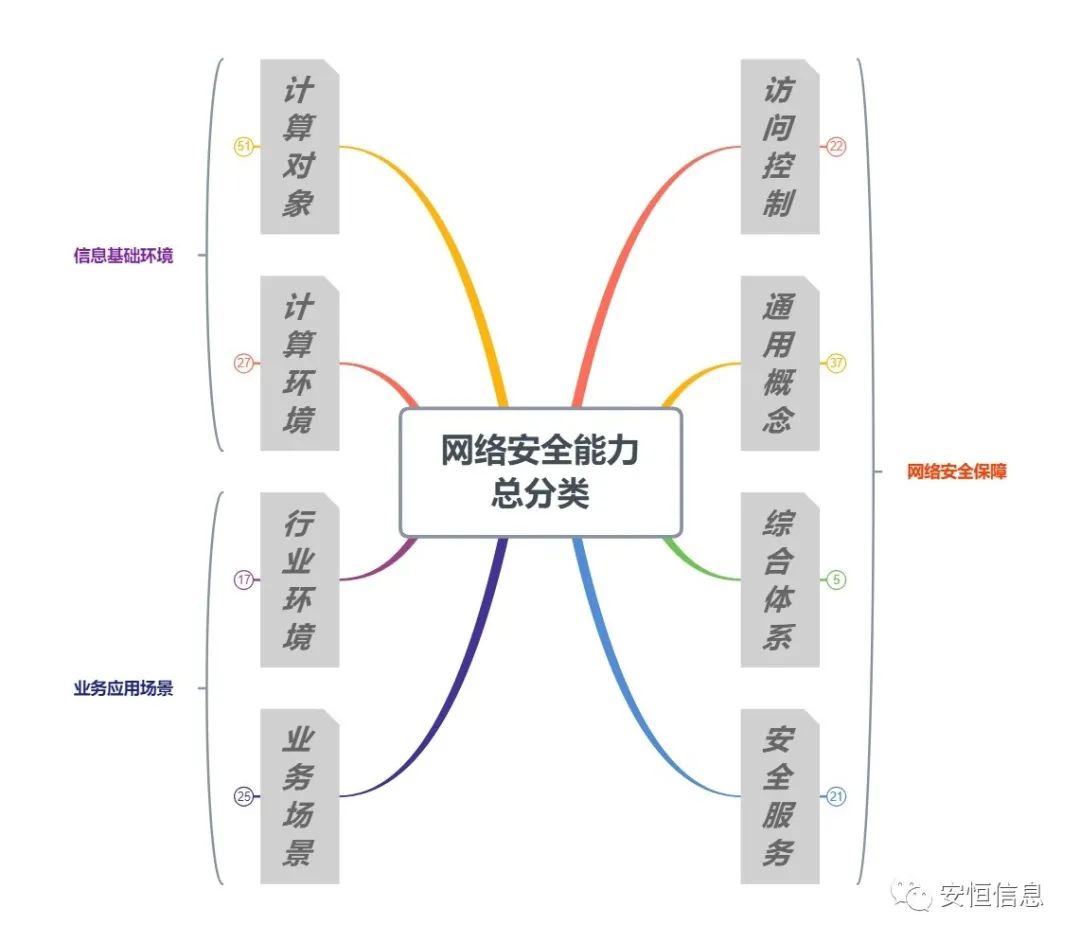 网络安全能力
总分类
信息基础环境
计算对象
51
计算环境
27
业务应用场景
行业环境
17
业务场景
25
网络安全保障
访问控制
22
通用概念
37
综合体系
5
安全服务
21
安恒信息